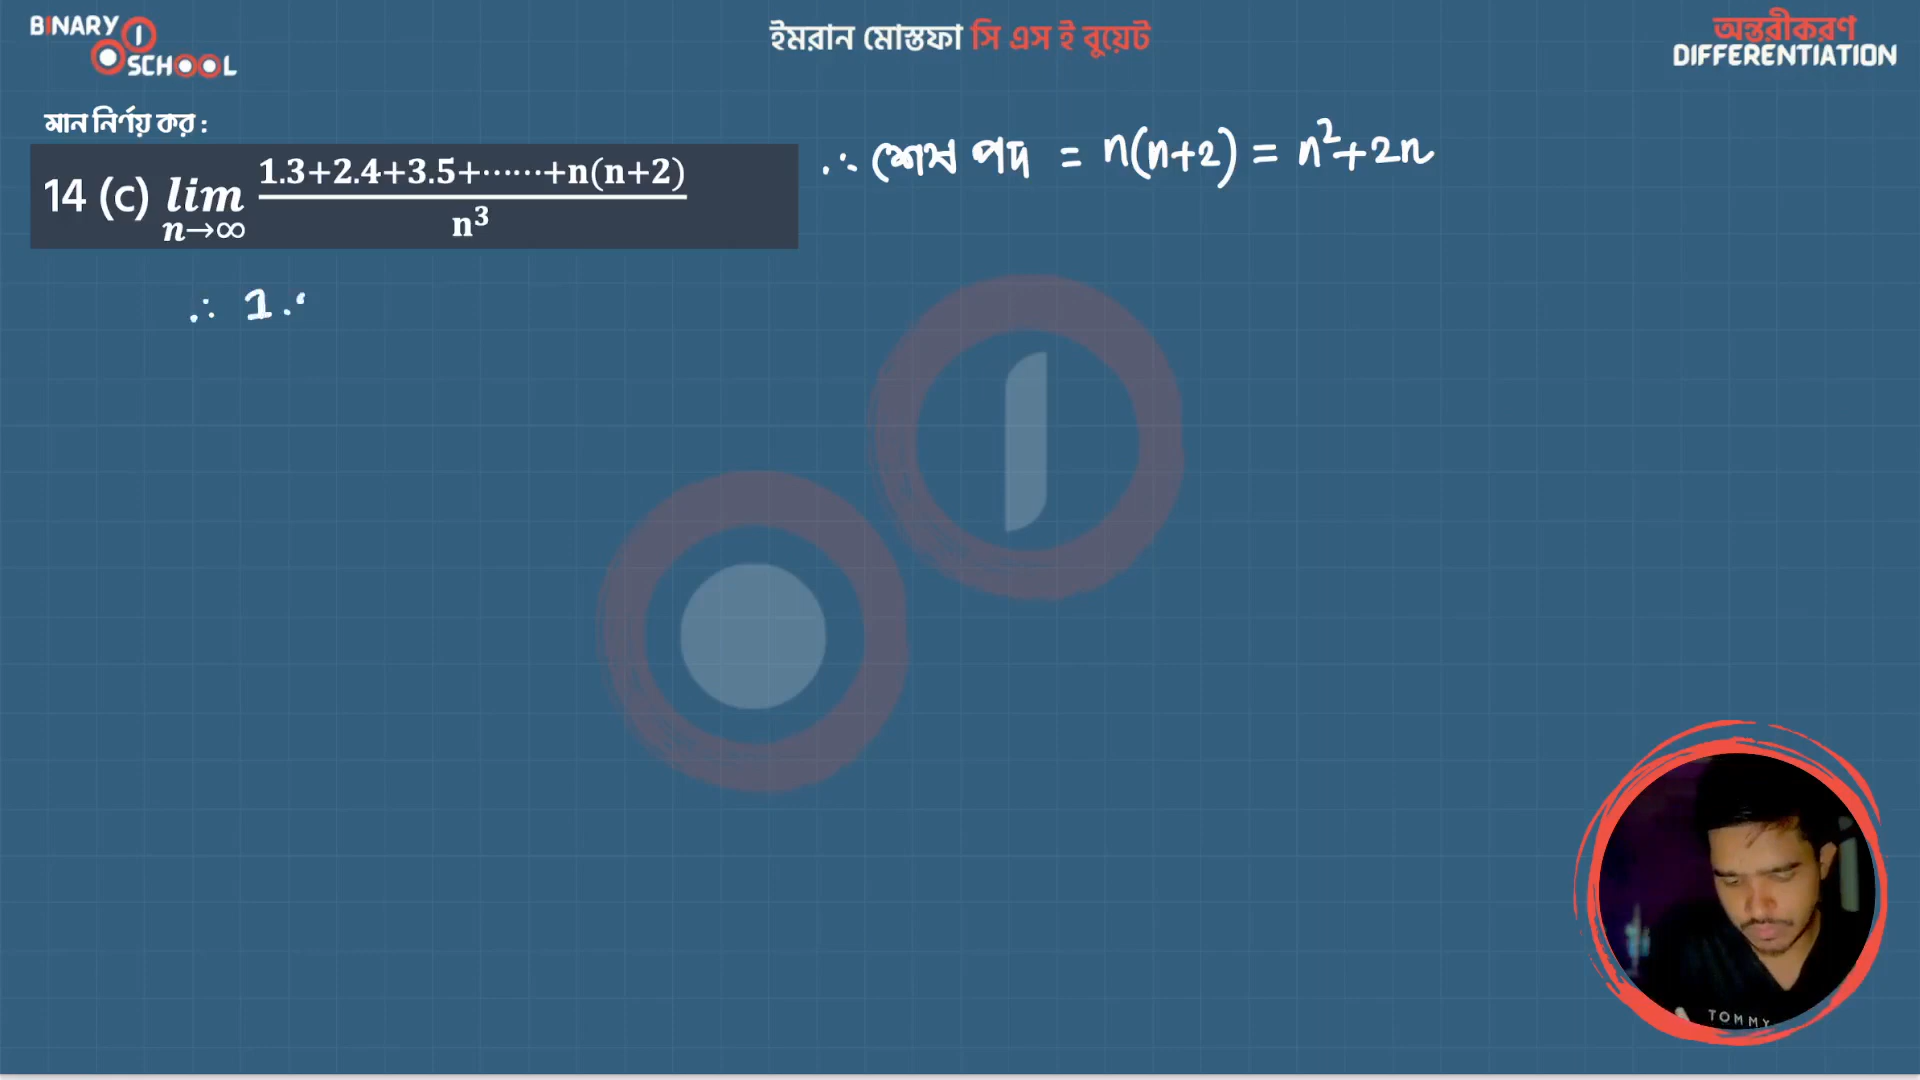 BINARY
SCHOOL
ইমরান মোস্তফা সি এস ই বুয়েট
অন্তরীকরণ
DIFFERENTIATION
মান নির্ণয় কর :
14 (c) lim n→∞ 1.3+2.4+3.5+⋯⋯+n(n+2) / n³
∴ শেষ পদ = n(n+2) = n²+2n
∴ 1.
TOMMY